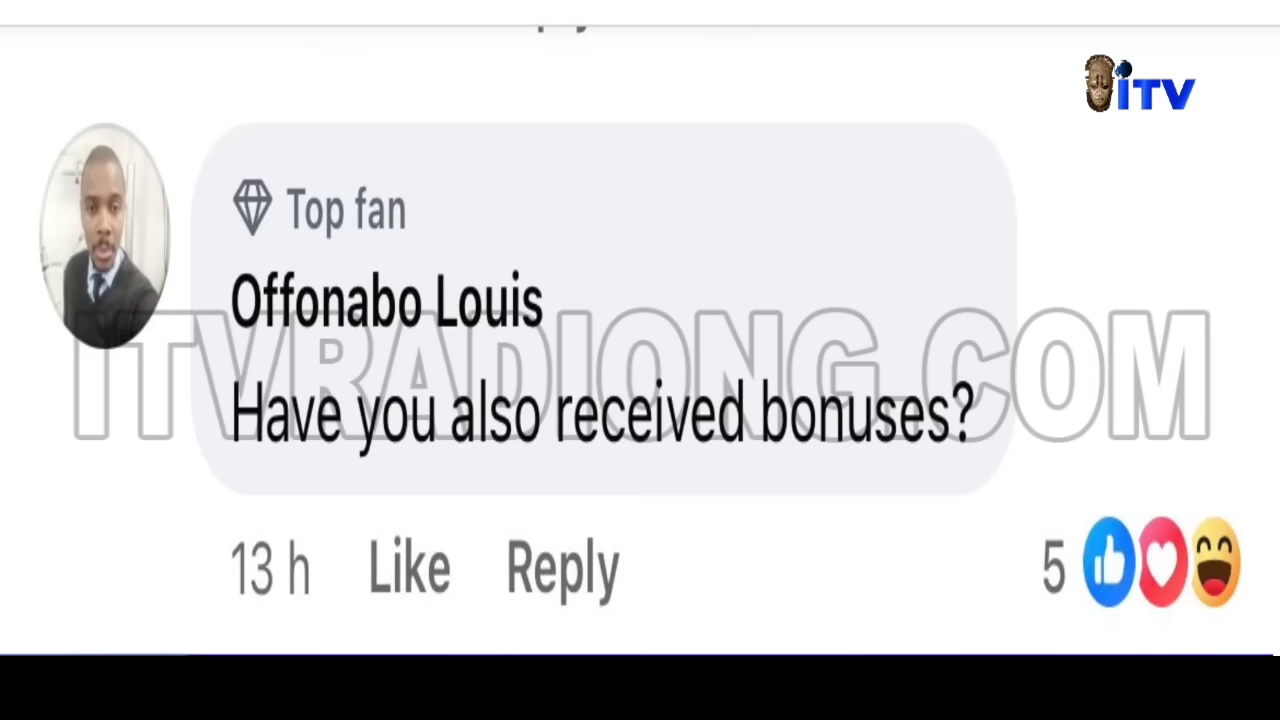 iTV
Top fan
Offonabo Louis
Have you also received bonuses?
ITVRADIONG.COM
13 h Like Reply 5